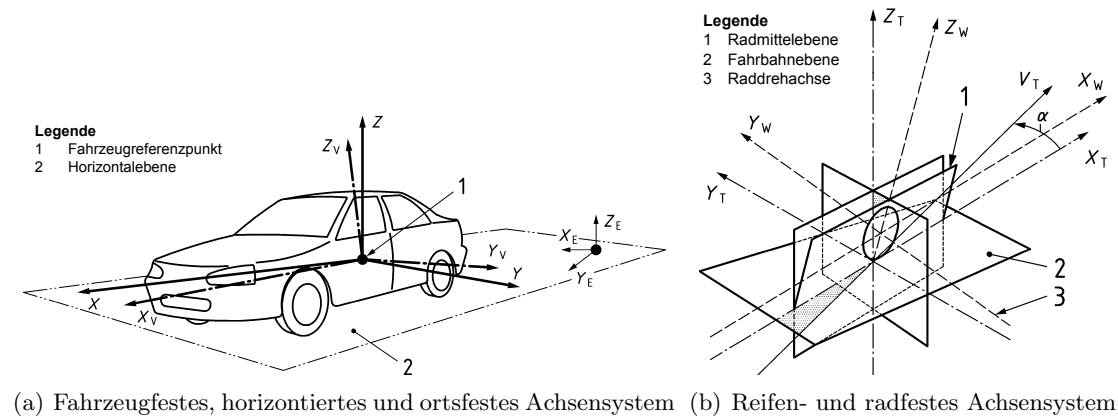 Legende
1 Fahrzeugreferenzpunkt
2 Horizontalebene
Z
Z_V
1
X_E
Z_E
Y_E
Y_V
Y
X
X_V
2
(a) Fahrzeugfestes, horizontiertes und ortsfestes Achsensystem
Legende
1 Radmittelebene
2 Fahrbahnebene
3 Raddrehachse
Z_T
Z_W
V_T
X_W
1
α
X_T
Y_W
Y_T
2
3
(b) Reifen- und radfestes Achsensystem